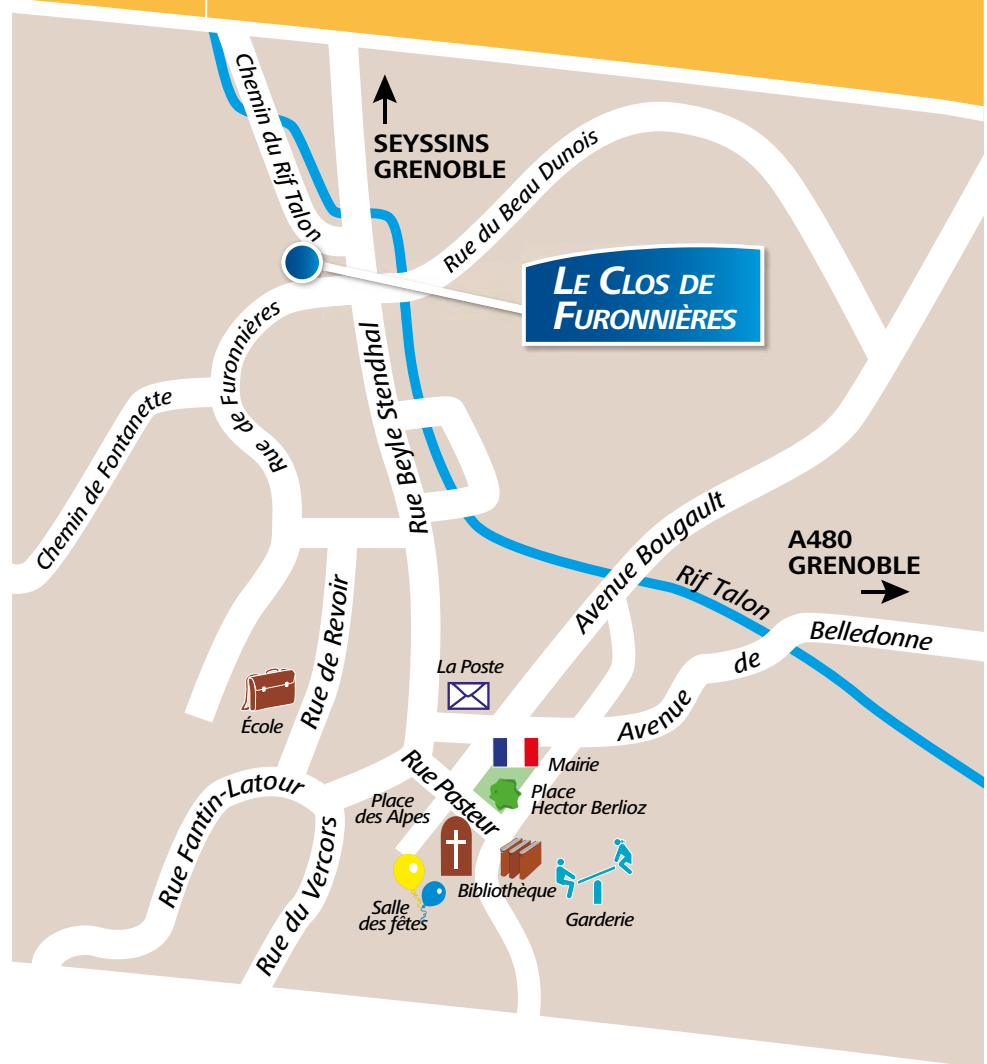 Chemin du Rif Talon
SEYSSINS
GRENOBLE
Rue du Beau Dunois
LE CLOS DE
FURONNIÈRES
Rue de Furonnières
Chemin de Fontanette
Rue Beyle Stendhal
Avenue Bougault
A480
GRENOBLE
Rif Talon
Avenue de Belledonne
Rue de Revoir
La Poste
École
Mairie
Rue Pasteur
Place
Hector Berlioz
Place
des Alpes
Rue Fantin-Latour
Rue du Vercors
Bibliothèque
Salle
des fêtes
Garderie